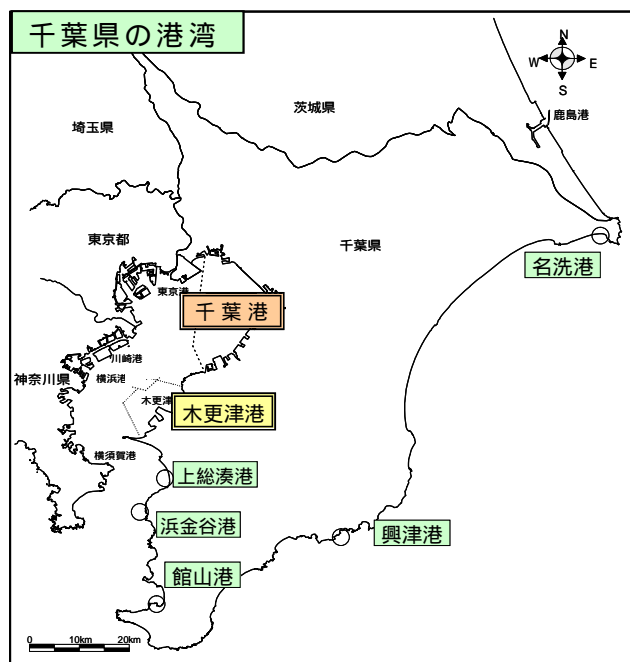 千葉県の港湾
N
W
E
S
茨城県
鹿島港
埼玉県
東京都
千葉県
名洗港
東京港
千葉港
川崎港
神奈川県
横浜港
木更津
木更津港
横須賀港
上総湊港
浜金谷港
興津港
館山港
0 10km 20km